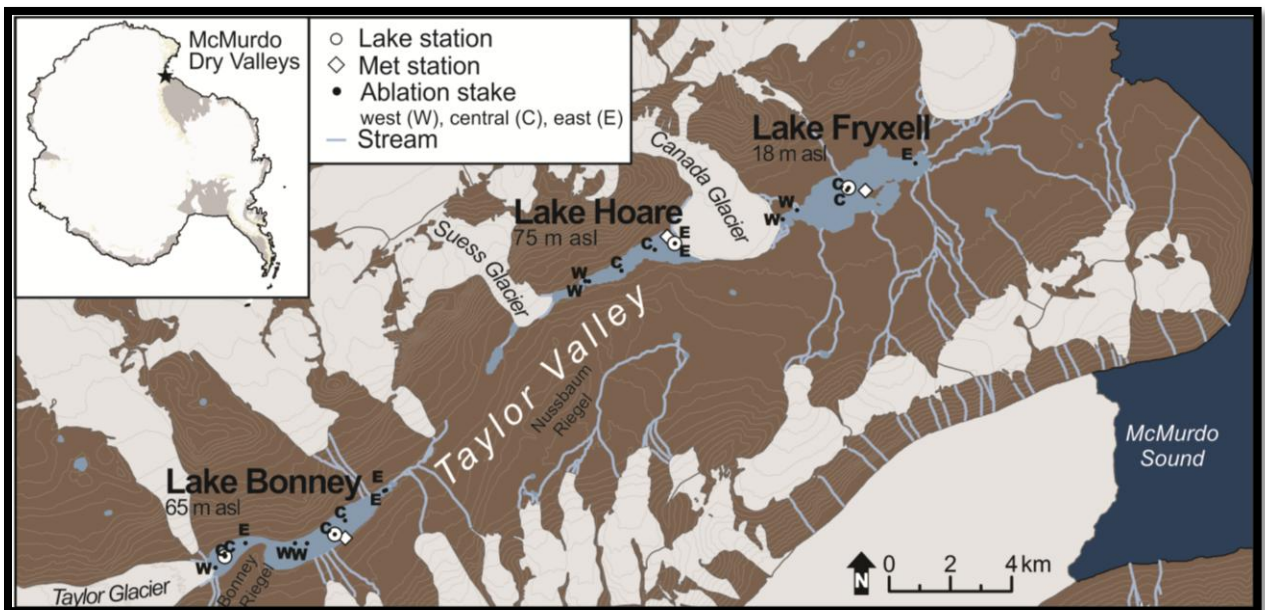 McMurdo
Dry Valleys
Lake station
Met station
Ablation stake
west (W), central (C), east (E)
Stream
Lake Fryxell
18 m asl
E
C
C
W
W
Canada Glacier
Lake Hoare
75 m asl
E
E
C
C
W
W
Suess Glacier
Taylor Valley
Nussbaum
Riegel
McMurdo
Sound
Lake Bonney
65 m asl
E
E
C
C
E
C
C
W
W
W
Bonney
Riegel
Taylor Glacier
N
0 2 4 km